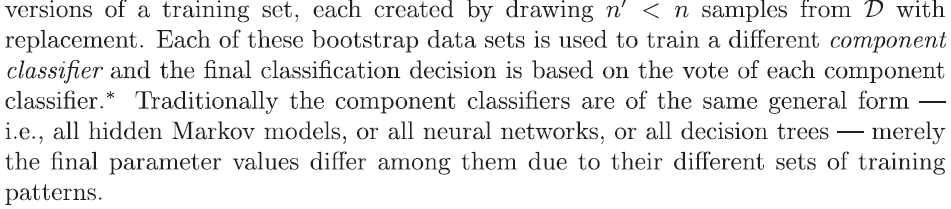 versions of a training set, each created by drawing n′ < n samples from 𝒟 with
replacement. Each of these bootstrap data sets is used to train a different component
classifier and the final classification decision is based on the vote of each component
classifier.* Traditionally the component classifiers are of the same general form —
i.e., all hidden Markov models, or all neural networks, or all decision trees — merely
the final parameter values differ among them due to their different sets of training
patterns.